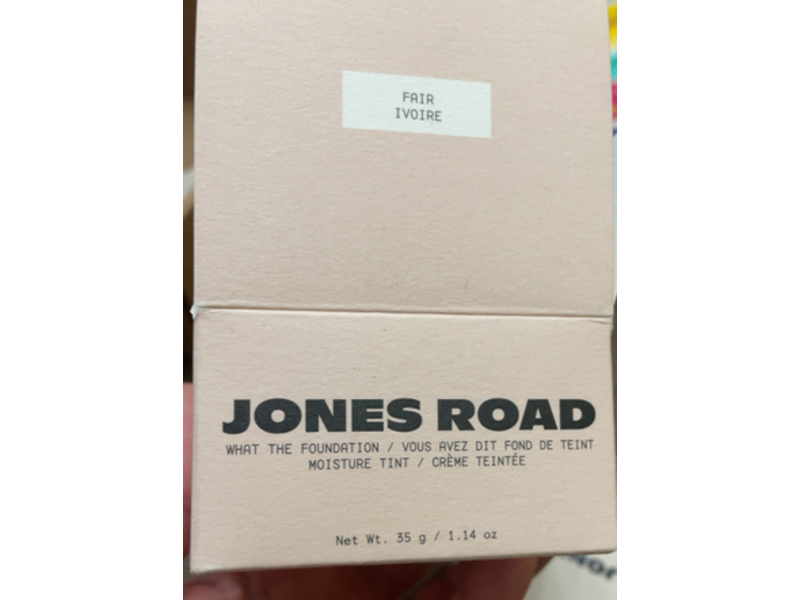 FAIR
IVOIRE
JONES ROAD
WHAT THE FOUNDATION / VOUS AVEZ DIT FOND DE TEINT
MOISTURE TINT / CRÈME TEINTÉE
Net Wt. 35 g / 1.14 oz